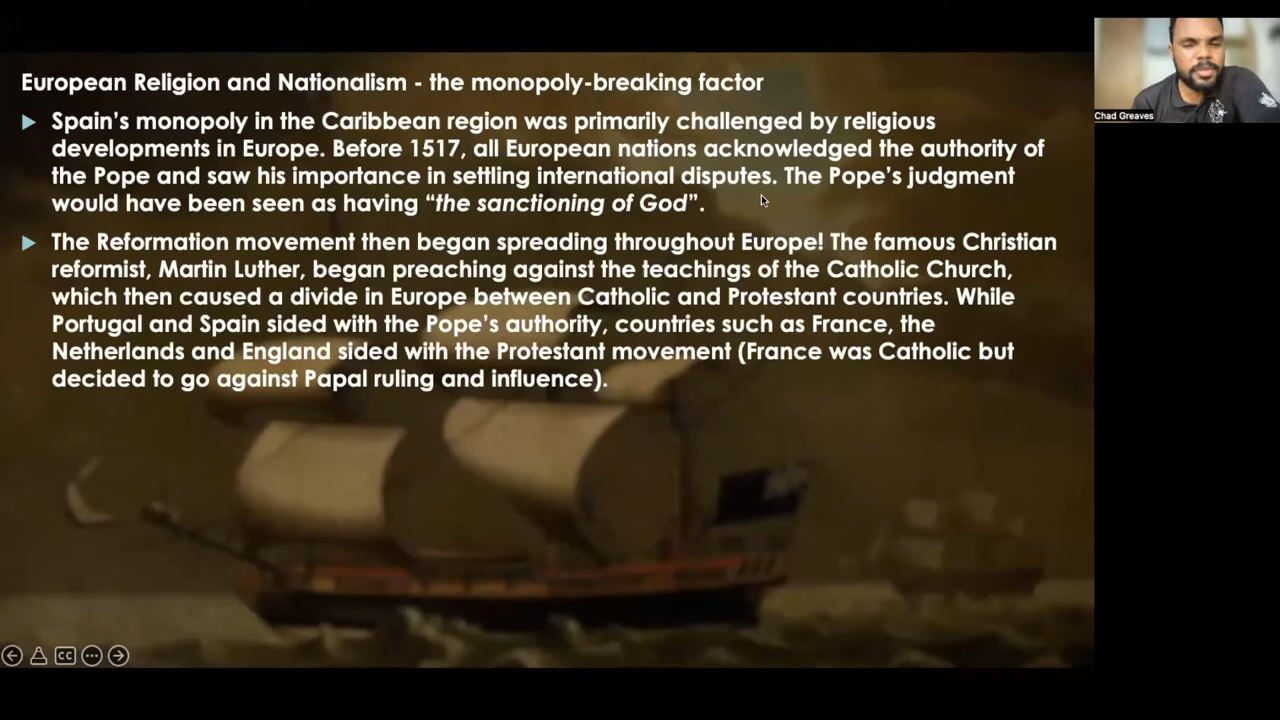 European Religion and Nationalism - the monopoly-breaking factor
Spain's monopoly in the Caribbean region was primarily challenged by religious
developments in Europe. Before 1517, all European nations acknowledged the authority of
the Pope and saw his importance in settling international disputes. The Pope's judgment
would have been seen as having “the sanctioning of God”.
The Reformation movement then began spreading throughout Europe! The famous Christian
reformist, Martin Luther, began preaching against the teachings of the Catholic Church,
which then caused a divide in Europe between Catholic and Protestant countries. While
Portugal and Spain sided with the Pope's authority, countries such as France, the
Netherlands and England sided with the Protestant movement (France was Catholic but
decided to go against Papal ruling and influence).
Chad Greaves
CC